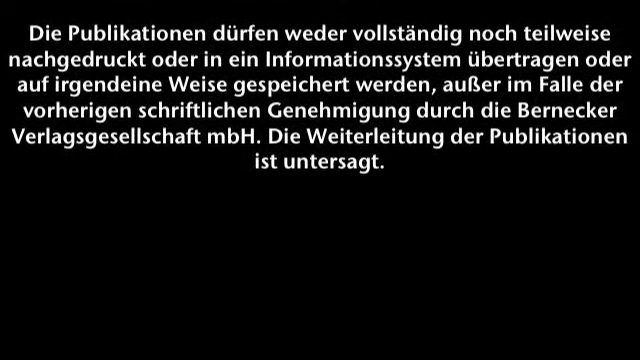 Die Publikationen dürfen weder vollständig noch teilweise
nachgedruckt oder in ein Informationssystem übertragen oder
auf irgendeine Weise gespeichert werden, außer im Falle der
vorherigen schriftlichen Genehmigung durch die Bernecker
Verlagsgesellschaft mbH. Die Weiterleitung der Publikationen
ist untersagt.